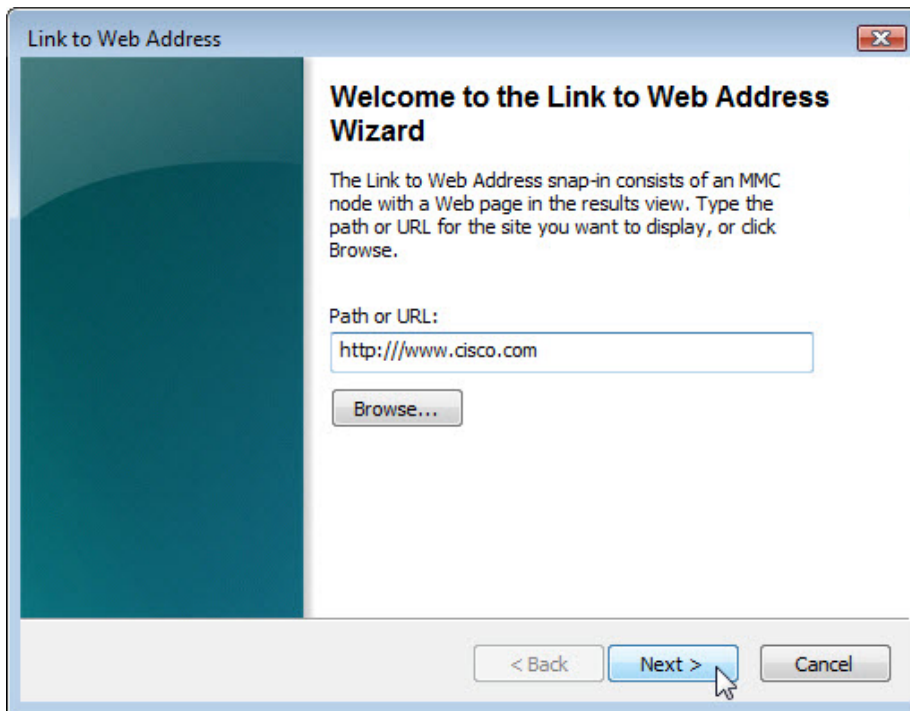 Link to Web Address
Welcome to the Link to Web Address
Wizard
The Link to Web Address snap-in consists of an MMC
node with a Web page in the results view. Type the
path or URL for the site you want to display, or click
Browse.
Path or URL:
http:///www.cisco.com
Browse...
< Back
Next >
Cancel